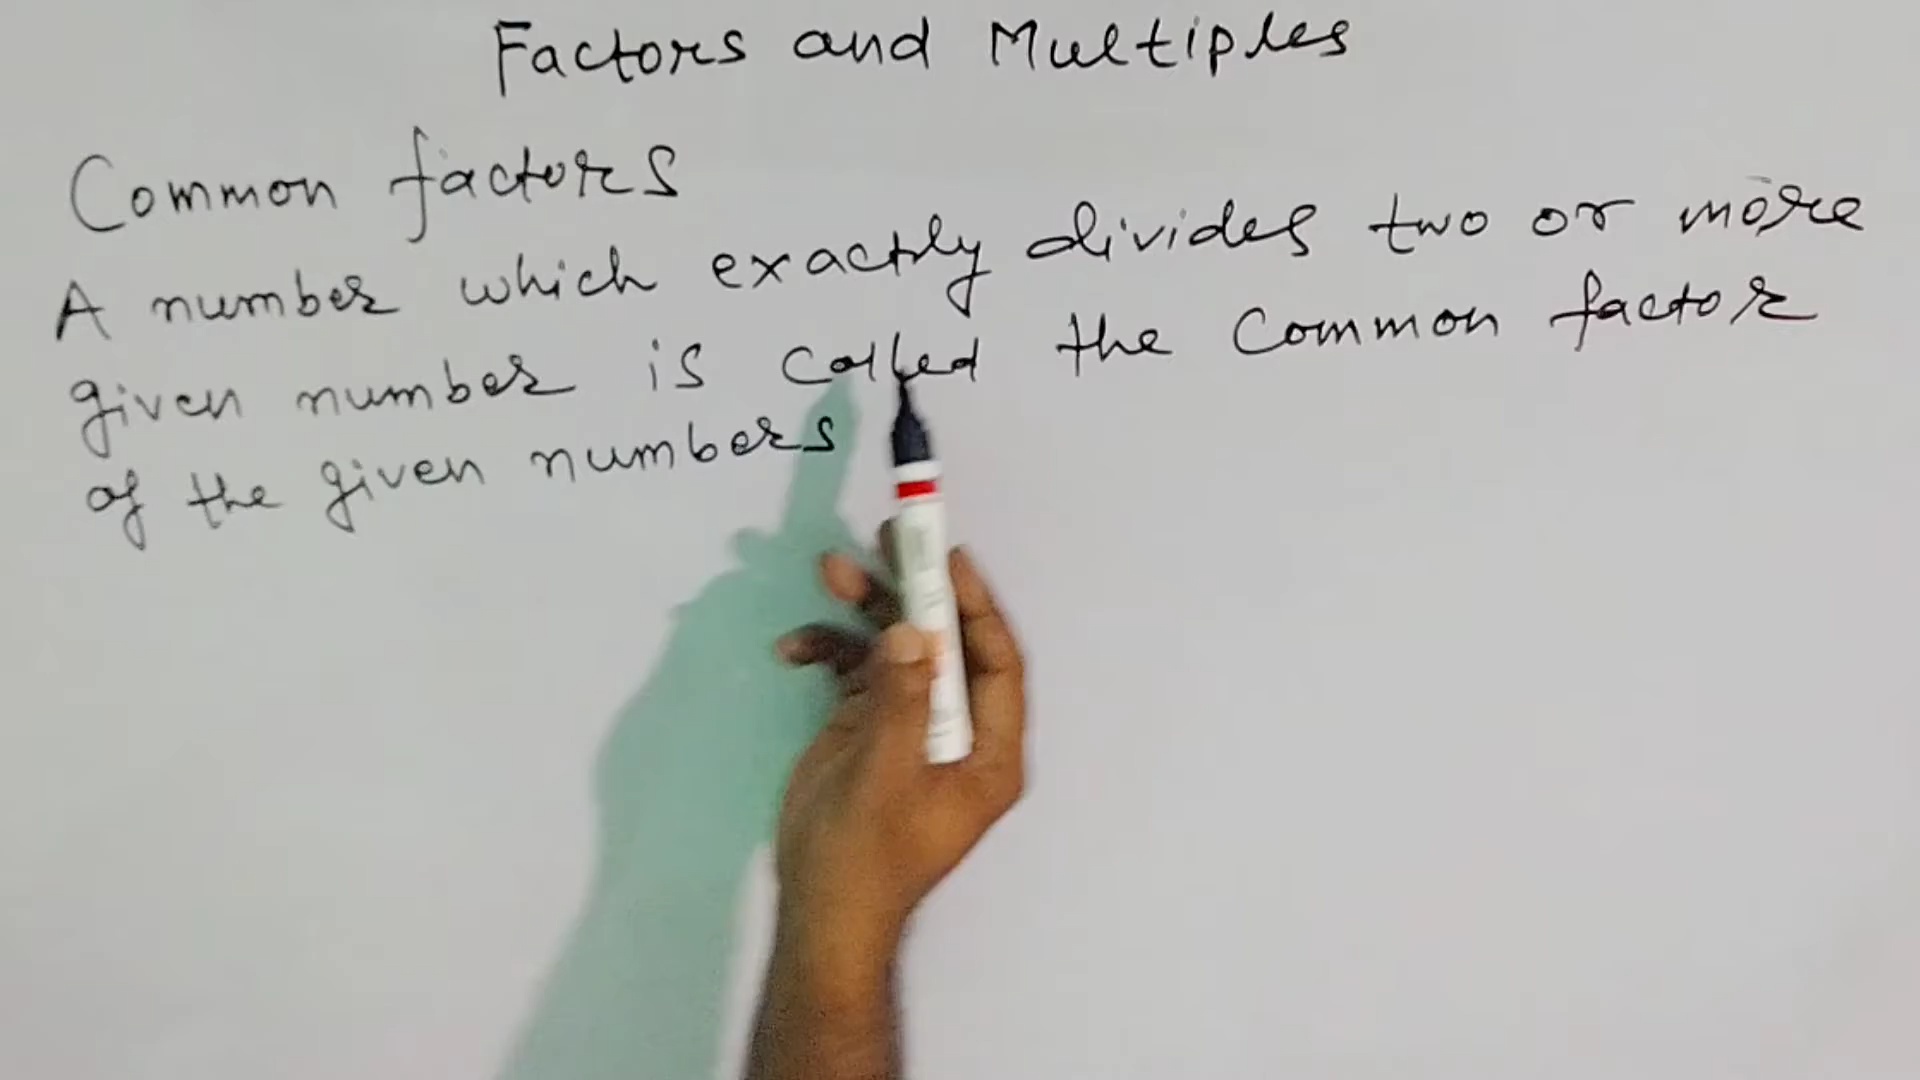 Factors and Multiples
Common factors
A number which exactly divides two or more
given number is called the Common factor
of the given numbers